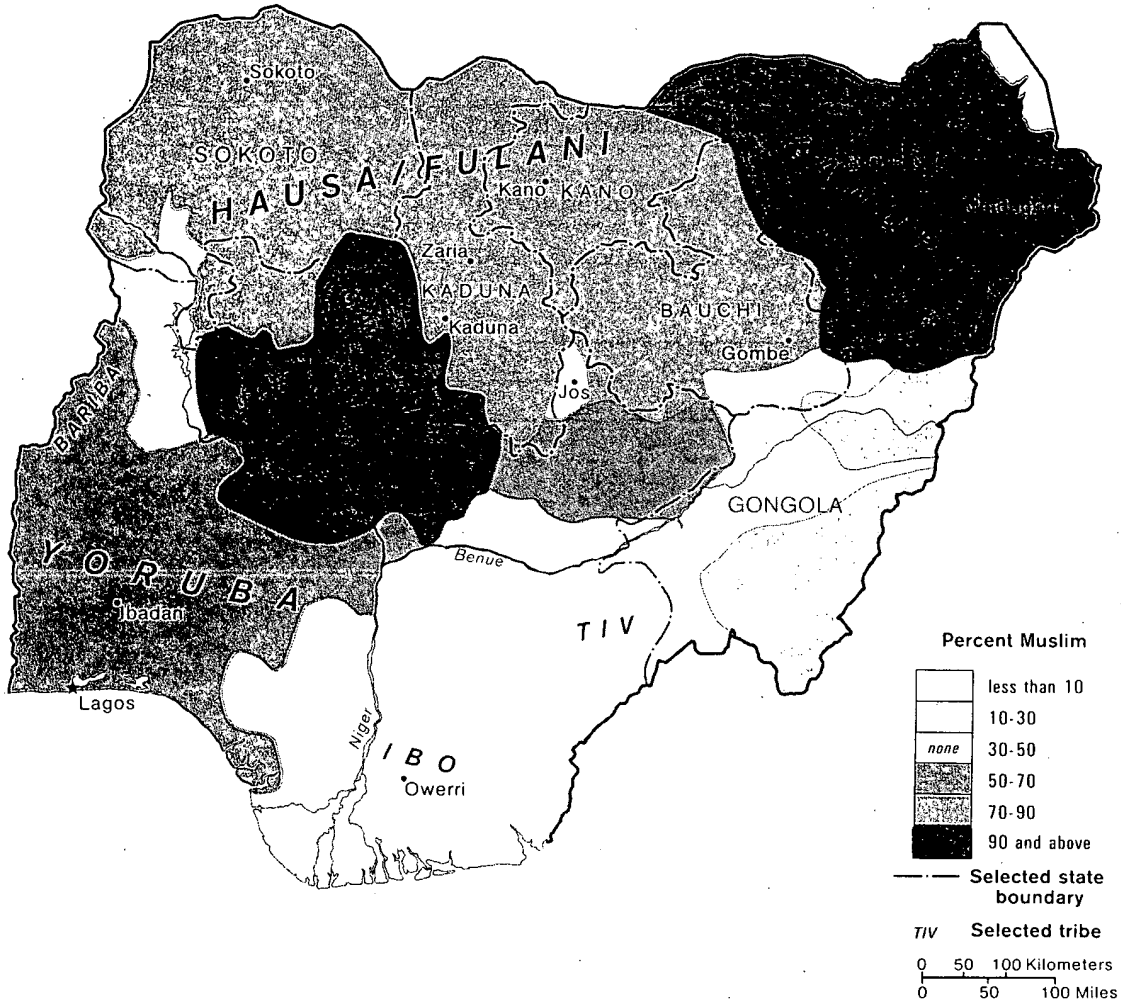 Sokoto
SOKOTO
HAUSA/FULANI
Kano
KANO
Maiduguri
Zaria
KADUNA
Kaduna
BAUCHI
Gombe
Jos
BARIBA
GONGOLA
YORUBA
Benue
Ibadan
TIV
Lagos
Niger
IBO
Owerri
Percent Muslim
less than 10
10-30
none 30-50
50-70
70-90
90 and above
Selected state
boundary
TIV Selected tribe
0 50 100 Kilometers
0 50 100 Miles